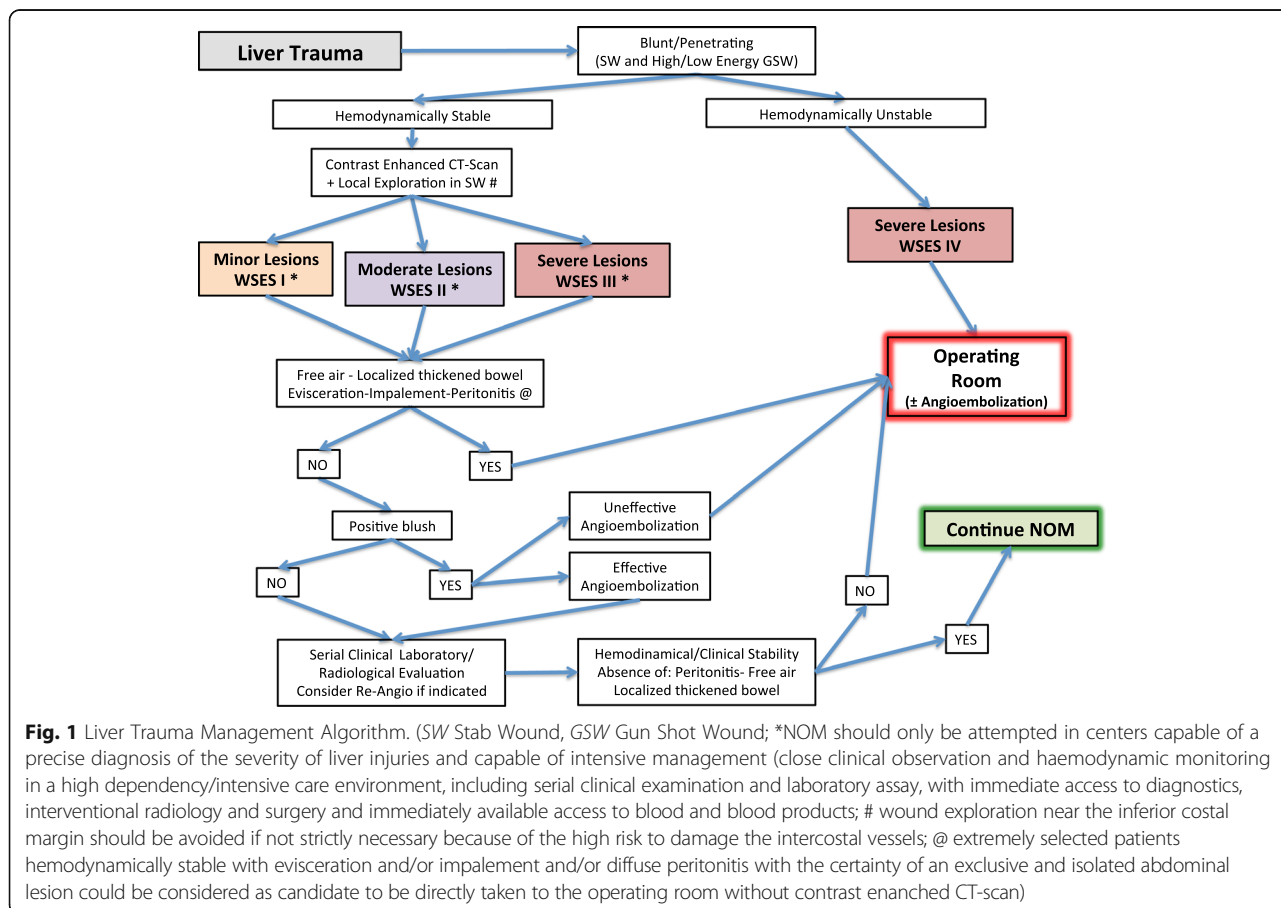 Liver Trauma
Blunt/Penetrating
(SW and High/Low Energy GSW)
Hemodynamically Stable
Hemodynamically Unstable
Contrast Enhanced CT-Scan
+ Local Exploration in SW #
Minor Lesions
WSES I *
Moderate Lesions
WSES II *
Severe Lesions
WSES III *
Severe Lesions
WSES IV
Free air - Localized thickened bowel
Evisceration-Impalement-Peritonitis @
Operating
Room
(± Angioembolization)
NO
YES
Positive blush
Uneffective
Angioembolization
Continue NOM
NO
YES
Effective
Angioembolization
NO
YES
Serial Clinical Laboratory/
Radiological Evaluation
Consider Re-Angio if indicated
Hemodinamical/Clinical Stability
Absence of: Peritonitis- Free air
Localized thickened bowel
Fig. 1 Liver Trauma Management Algorithm. (SW Stab Wound, GSW Gun Shot Wound; *NOM should only be attempted in centers capable of a
precise diagnosis of the severity of liver injuries and capable of intensive management (close clinical observation and haemodynamic monitoring
in a high dependency/intensive care environment, including serial clinical examination and laboratory assay, with immediate access to diagnostics,
interventional radiology and surgery and immediately available access to blood and blood products; # wound exploration near the inferior costal
margin should be avoided if not strictly necessary because of the high risk to damage the intercostal vessels; @ extremely selected patients
hemodynamically stable with evisceration and/or impalement and/or diffuse peritonitis with the certainty of an exclusive and isolated abdominal
lesion could be considered as candidate to be directly taken to the operating room without contrast enanched CT-scan)